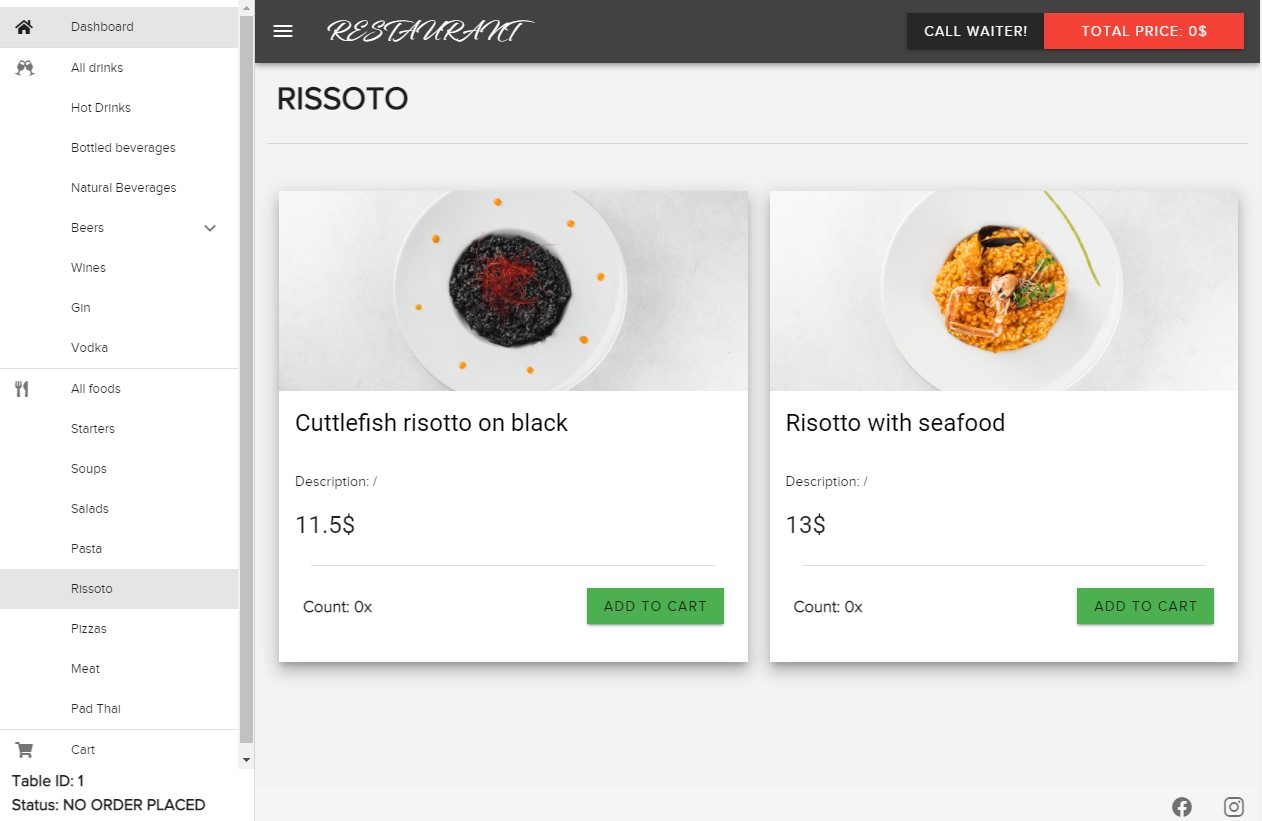 Dashboard
All drinks
Hot Drinks
Bottled beverages
Natural Beverages
Beers
Wines
Gin
Vodka
All foods
Starters
Soups
Salads
Pasta
Rissoto
Pizzas
Meat
Pad Thai
Cart
Table ID: 1
Status: NO ORDER PLACED
RESTAURANT
CALL WAITER!
TOTAL PRICE: 0$
RISSOTO
Cuttlefish risotto on black
Description: /
11.5$
Count: 0x
ADD TO CART
Risotto with seafood
Description: /
13$
Count: 0x
ADD TO CART